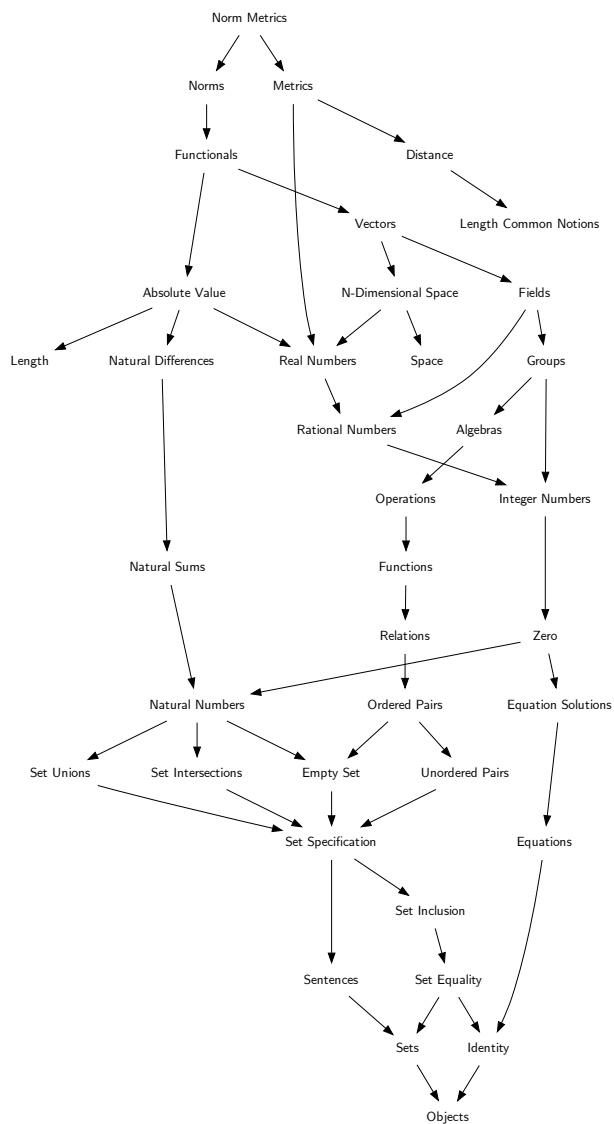 Norm Metrics
Norms
Metrics
Functionals
Distance
Vectors
Length Common Notions
Absolute Value
N-Dimensional Space
Fields
Length
Natural Differences
Real Numbers
Space
Groups
Rational Numbers
Algebras
Operations
Integer Numbers
Natural Sums
Functions
Relations
Zero
Natural Numbers
Ordered Pairs
Equation Solutions
Set Unions
Set Intersections
Empty Set
Unordered Pairs
Set Specification
Equations
Set Inclusion
Sentences
Set Equality
Sets
Identity
Objects